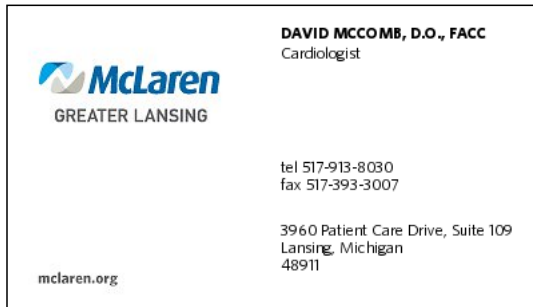 McLaren
GREATER LANSING
mclaren.org
DAVID MCCOMB, D.O., FACC
Cardiologist
tel 517-913-8030
fax 517-393-3007
3960 Patient Care Drive, Suite 109
Lansing, Michigan
48911